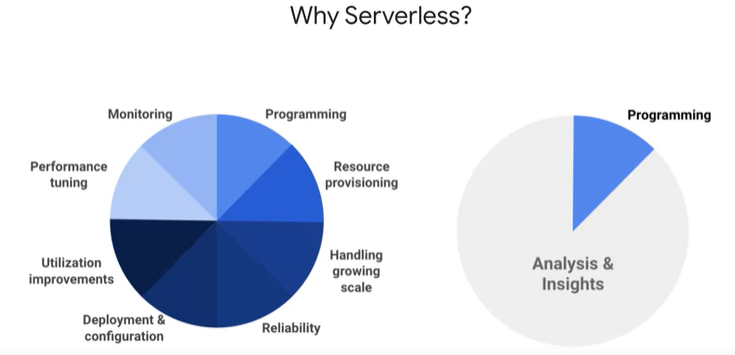 Why Serverless?
Monitoring
Programming
Performance
tuning
Resource
provisioning
Utilization
improvements
Handling
growing
scale
Deployment &
configuration
Reliability
Programming
Analysis &
Insights